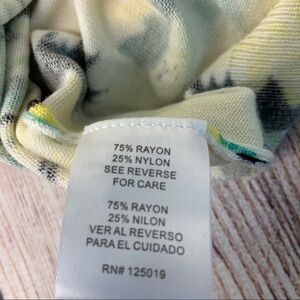 75% RAYON
25% NYLON
SEE REVERSE
FOR CARE
75% RAYON
25% NILON
VER AL REVERSO
PARA EL CUIDADO
RN# 125019